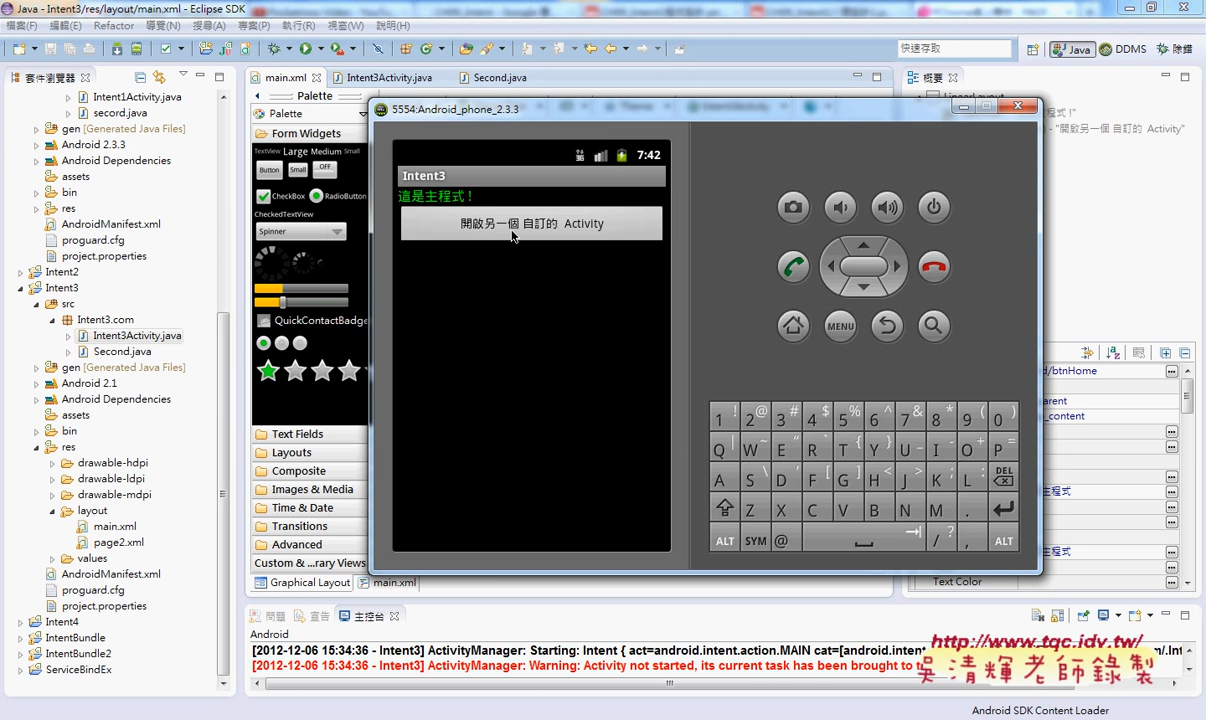 Java - Intent3/res/layout/main.xml - Eclipse SDK
檔案(F) 編輯(E) Refactor 導覽(N) 搜尋(A) 專案(P) 執行(R) 視窗(W) 說明(H)
快速存取
Java
DDMS
除錯
套件瀏覽器
Intent1Activity.java
second.java
gen [Generated Java Files]
Android 2.3.3
Android Dependencies
assets
bin
res
AndroidManifest.xml
proguard.cfg
project.properties
Intent2
Intent3
src
Intent3.com
Intent3Activity.java
Second.java
gen [Generated Java Files]
Android 2.1
Android Dependencies
assets
bin
res
drawable-hdpi
drawable-ldpi
drawable-mdpi
layout
main.xml
page2.xml
values
AndroidManifest.xml
proguard.cfg
project.properties
Intent4
IntentBundle
IntentBundle2
ServiceBindEx
main.xml
Intent3Activity.java
Second.java
Palette
Palette
Form Widgets
TextView Large Medium Small
Button Small OFF
CheckBox RadioButton
CheckedTextView
Spinner
QuickContactBadge
Text Fields
Layouts
Composite
Images & Media
Time & Date
Transitions
Advanced
Custom & ...rary Views
Graphical Layout
main.xml
5554:Android_phone_2.3.3
7:42
Intent3
這是主程式！
開啟另一個 自訂的 Activity
MENU
1 ! 2 @ 3 # 4 $ 5 % 6 ^ 7 & 8 * 9 ( 0 )
Q | W ~ E " R ` T { Y } U _ I - O + P =
A S \ D ' F [ G ] H < J > K ; L : DEL
Z X C V B N M .
ALT SYM @ / ? , ALT
概要
LinearLayout
程式！"
- "開啟另一個 自訂的 Activity"
d/btnHome
arent
_content
主程式
主程式
Text Color
問題
宣告
主控台
Android
[2012-12-06 15:34:36 - Intent3] ActivityManager: Starting: Intent { act=android.intent.action.MAIN cat=[android.intent
[2012-12-06 15:34:36 - Intent3] ActivityManager: Warning: Activity not started, its current task has been brought to
http://www.tqc.idv.tw/
吳清輝老師錄製
Android SDK Content Loader